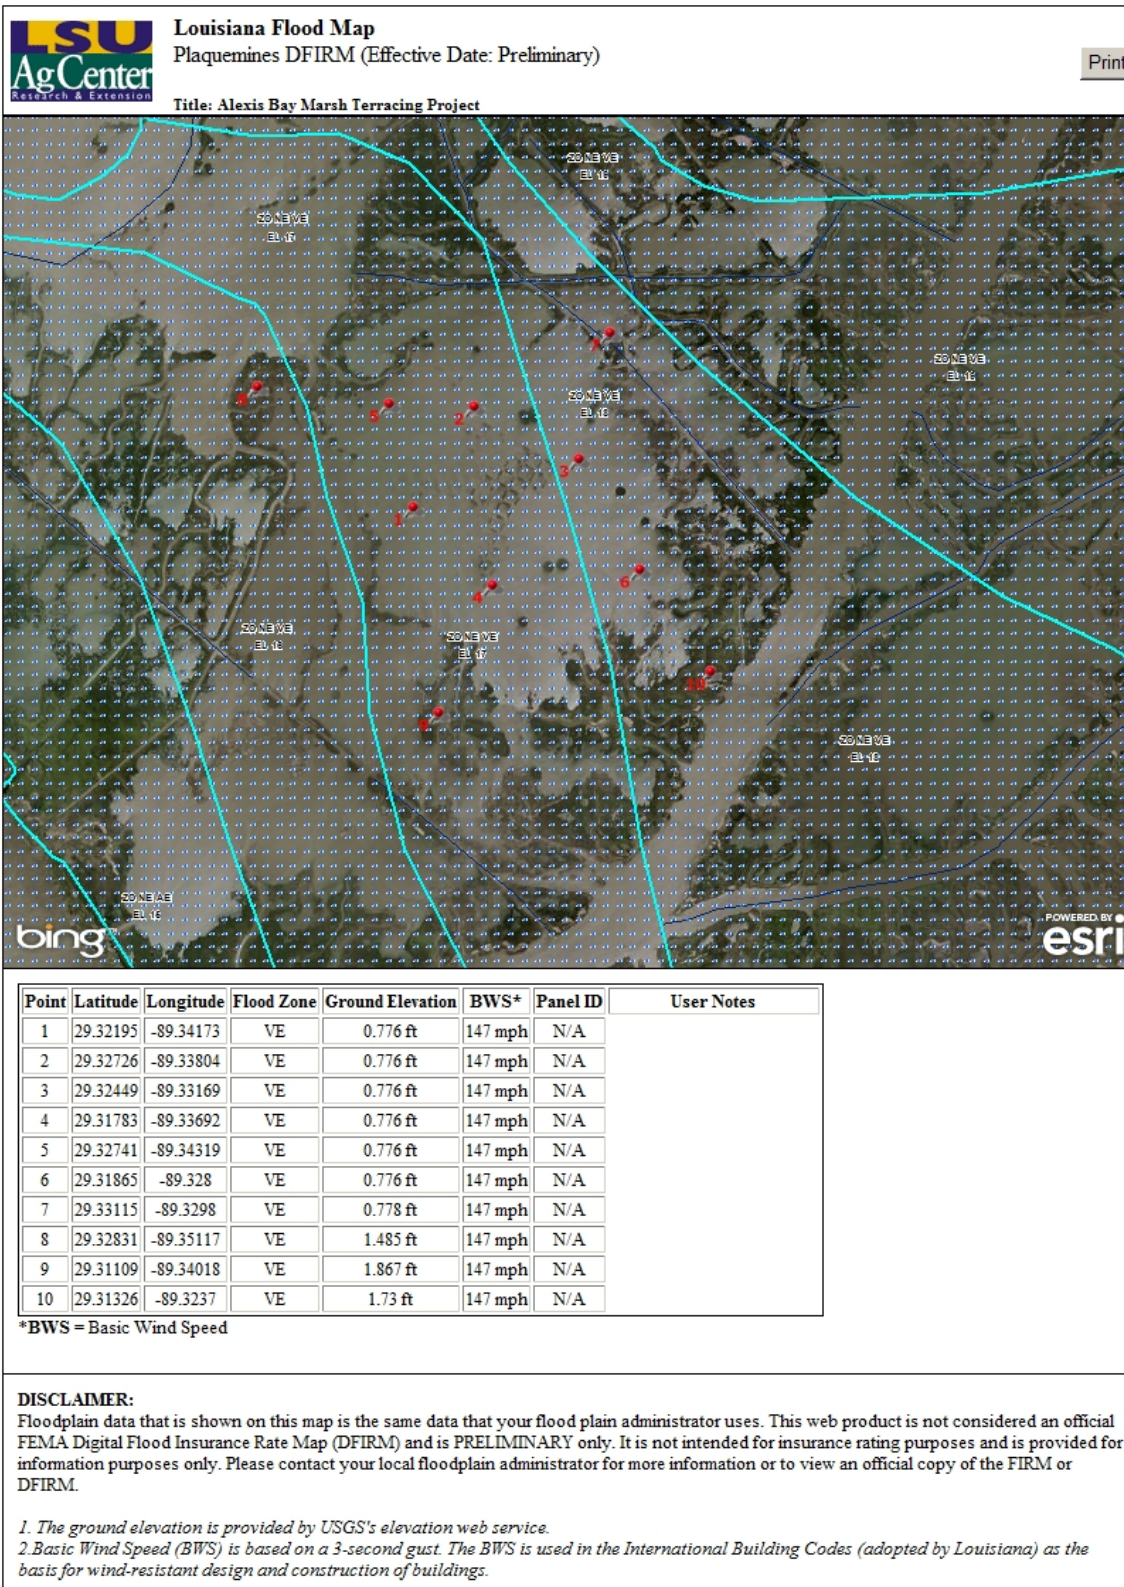 LSU
AgCenter
Research & Extension
Louisiana Flood Map
Plaquemines DFIRM (Effective Date: Preliminary)
Print
Title: Alexis Bay Marsh Terracing Project
ZONE VE
ZONE VE
EL 17
7
ZONE VE
ZONE VE
5
2
3
1
6
4
ZONE VE
ZONE VE
EL 17
10
9
ZONE VE
ZONE AE
EL 15
bing
POWERED BY
esri
Point Latitude Longitude Flood Zone Ground Elevation BWS* Panel ID User Notes
1 29.32195 -89.34173 VE 0.776 ft 147 mph N/A
2 29.32726 -89.33804 VE 0.776 ft 147 mph N/A
3 29.32449 -89.33169 VE 0.776 ft 147 mph N/A
4 29.31783 -89.33692 VE 0.776 ft 147 mph N/A
5 29.32741 -89.34319 VE 0.776 ft 147 mph N/A
6 29.31865 -89.328 VE 0.776 ft 147 mph N/A
7 29.33115 -89.3298 VE 0.778 ft 147 mph N/A
8 29.32831 -89.35117 VE 1.485 ft 147 mph N/A
9 29.31109 -89.34018 VE 1.867 ft 147 mph N/A
10 29.31326 -89.3237 VE 1.73 ft 147 mph N/A
*BWS = Basic Wind Speed
DISCLAIMER:
Floodplain data that is shown on this map is the same data that your flood plain administrator uses. This web product is not considered an official
FEMA Digital Flood Insurance Rate Map (DFIRM) and is PRELIMINARY only. It is not intended for insurance rating purposes and is provided for
information purposes only. Please contact your local floodplain administrator for more information or to view an official copy of the FIRM or
DFIRM.
1. The ground elevation is provided by USGS's elevation web service.
2.Basic Wind Speed (BWS) is based on a 3-second gust. The BWS is used in the International Building Codes (adopted by Louisiana) as the
basis for wind-resistant design and construction of buildings.